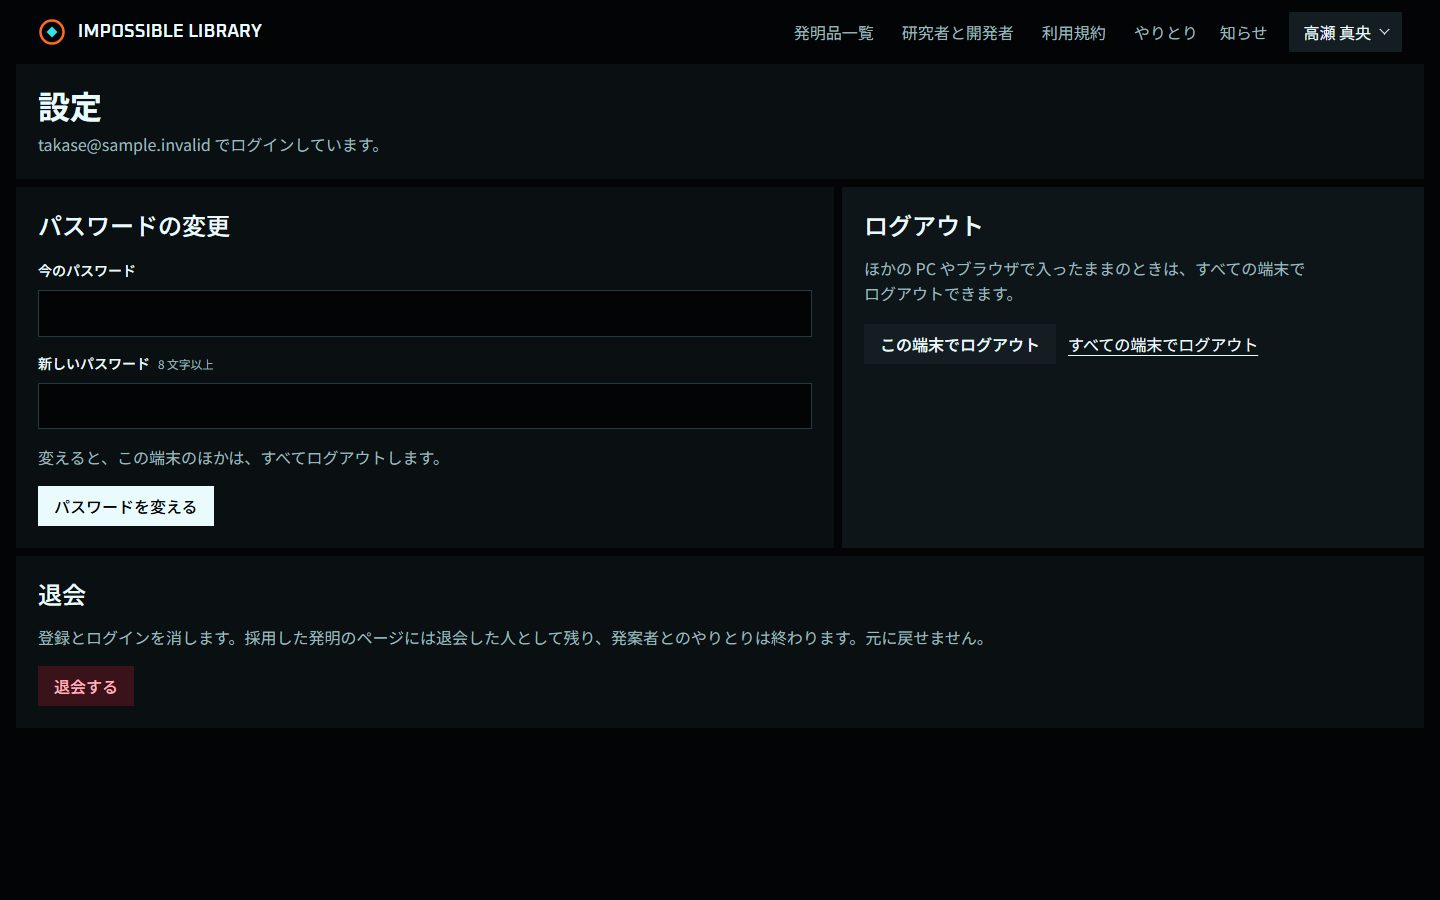 IMPOSSIBLE LIBRARY
発明品一覧
研究者と開発者
利用規約
やりとり
知らせ
高瀬 真央
設定
takase@sample.invalid でログインしています。
パスワードの変更
今のパスワード
新しいパスワード 8 文字以上
変えると、この端末のほかは、すべてログアウトします。
パスワードを変える
ログアウト
ほかの PC やブラウザで入ったままのときは、すべての端末で
ログアウトできます。
この端末でログアウト
すべての端末でログアウト
退会
登録とログインを消します。採用した発明のページには退会した人として残り、発案者とのやりとりは終わります。元に戻せません。
退会する